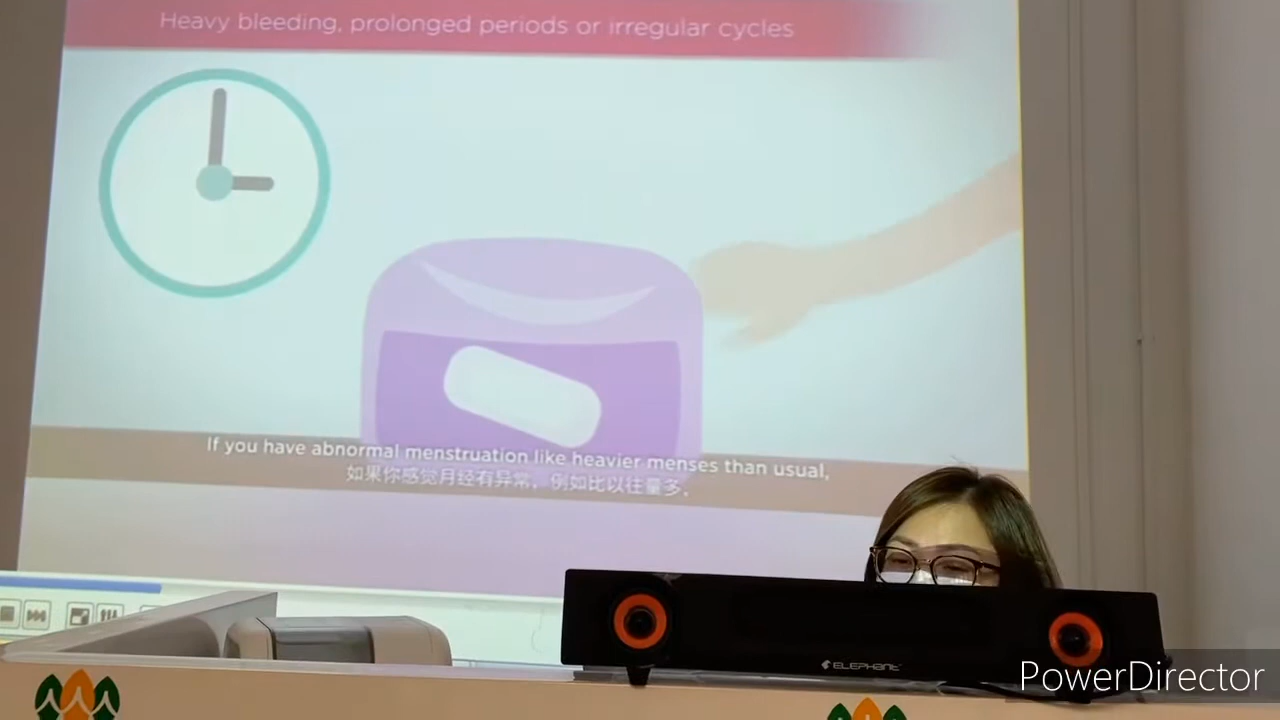 Heavy bleeding, prolonged periods or irregular cycles
If you have abnormal menstruation like heavier menses than usual,
如果你感觉月经有异常，例如比以往量多，
ELEPHANT
PowerDirector